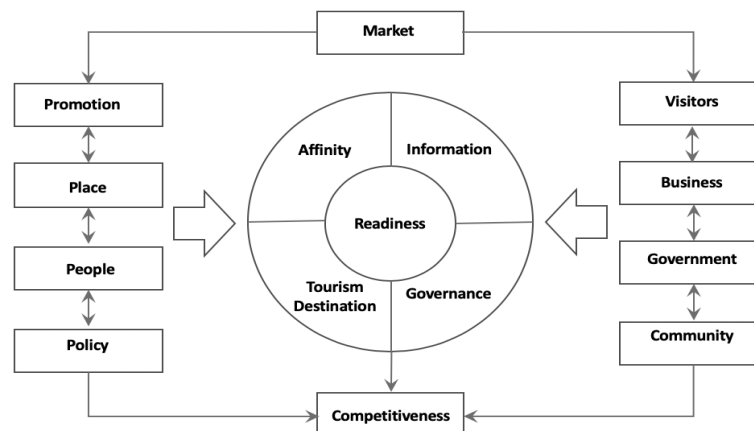 Market
Promotion
Place
People
Policy
Affinity
Information
Readiness
Tourism
Destination
Governance
Visitors
Business
Government
Community
Competitiveness